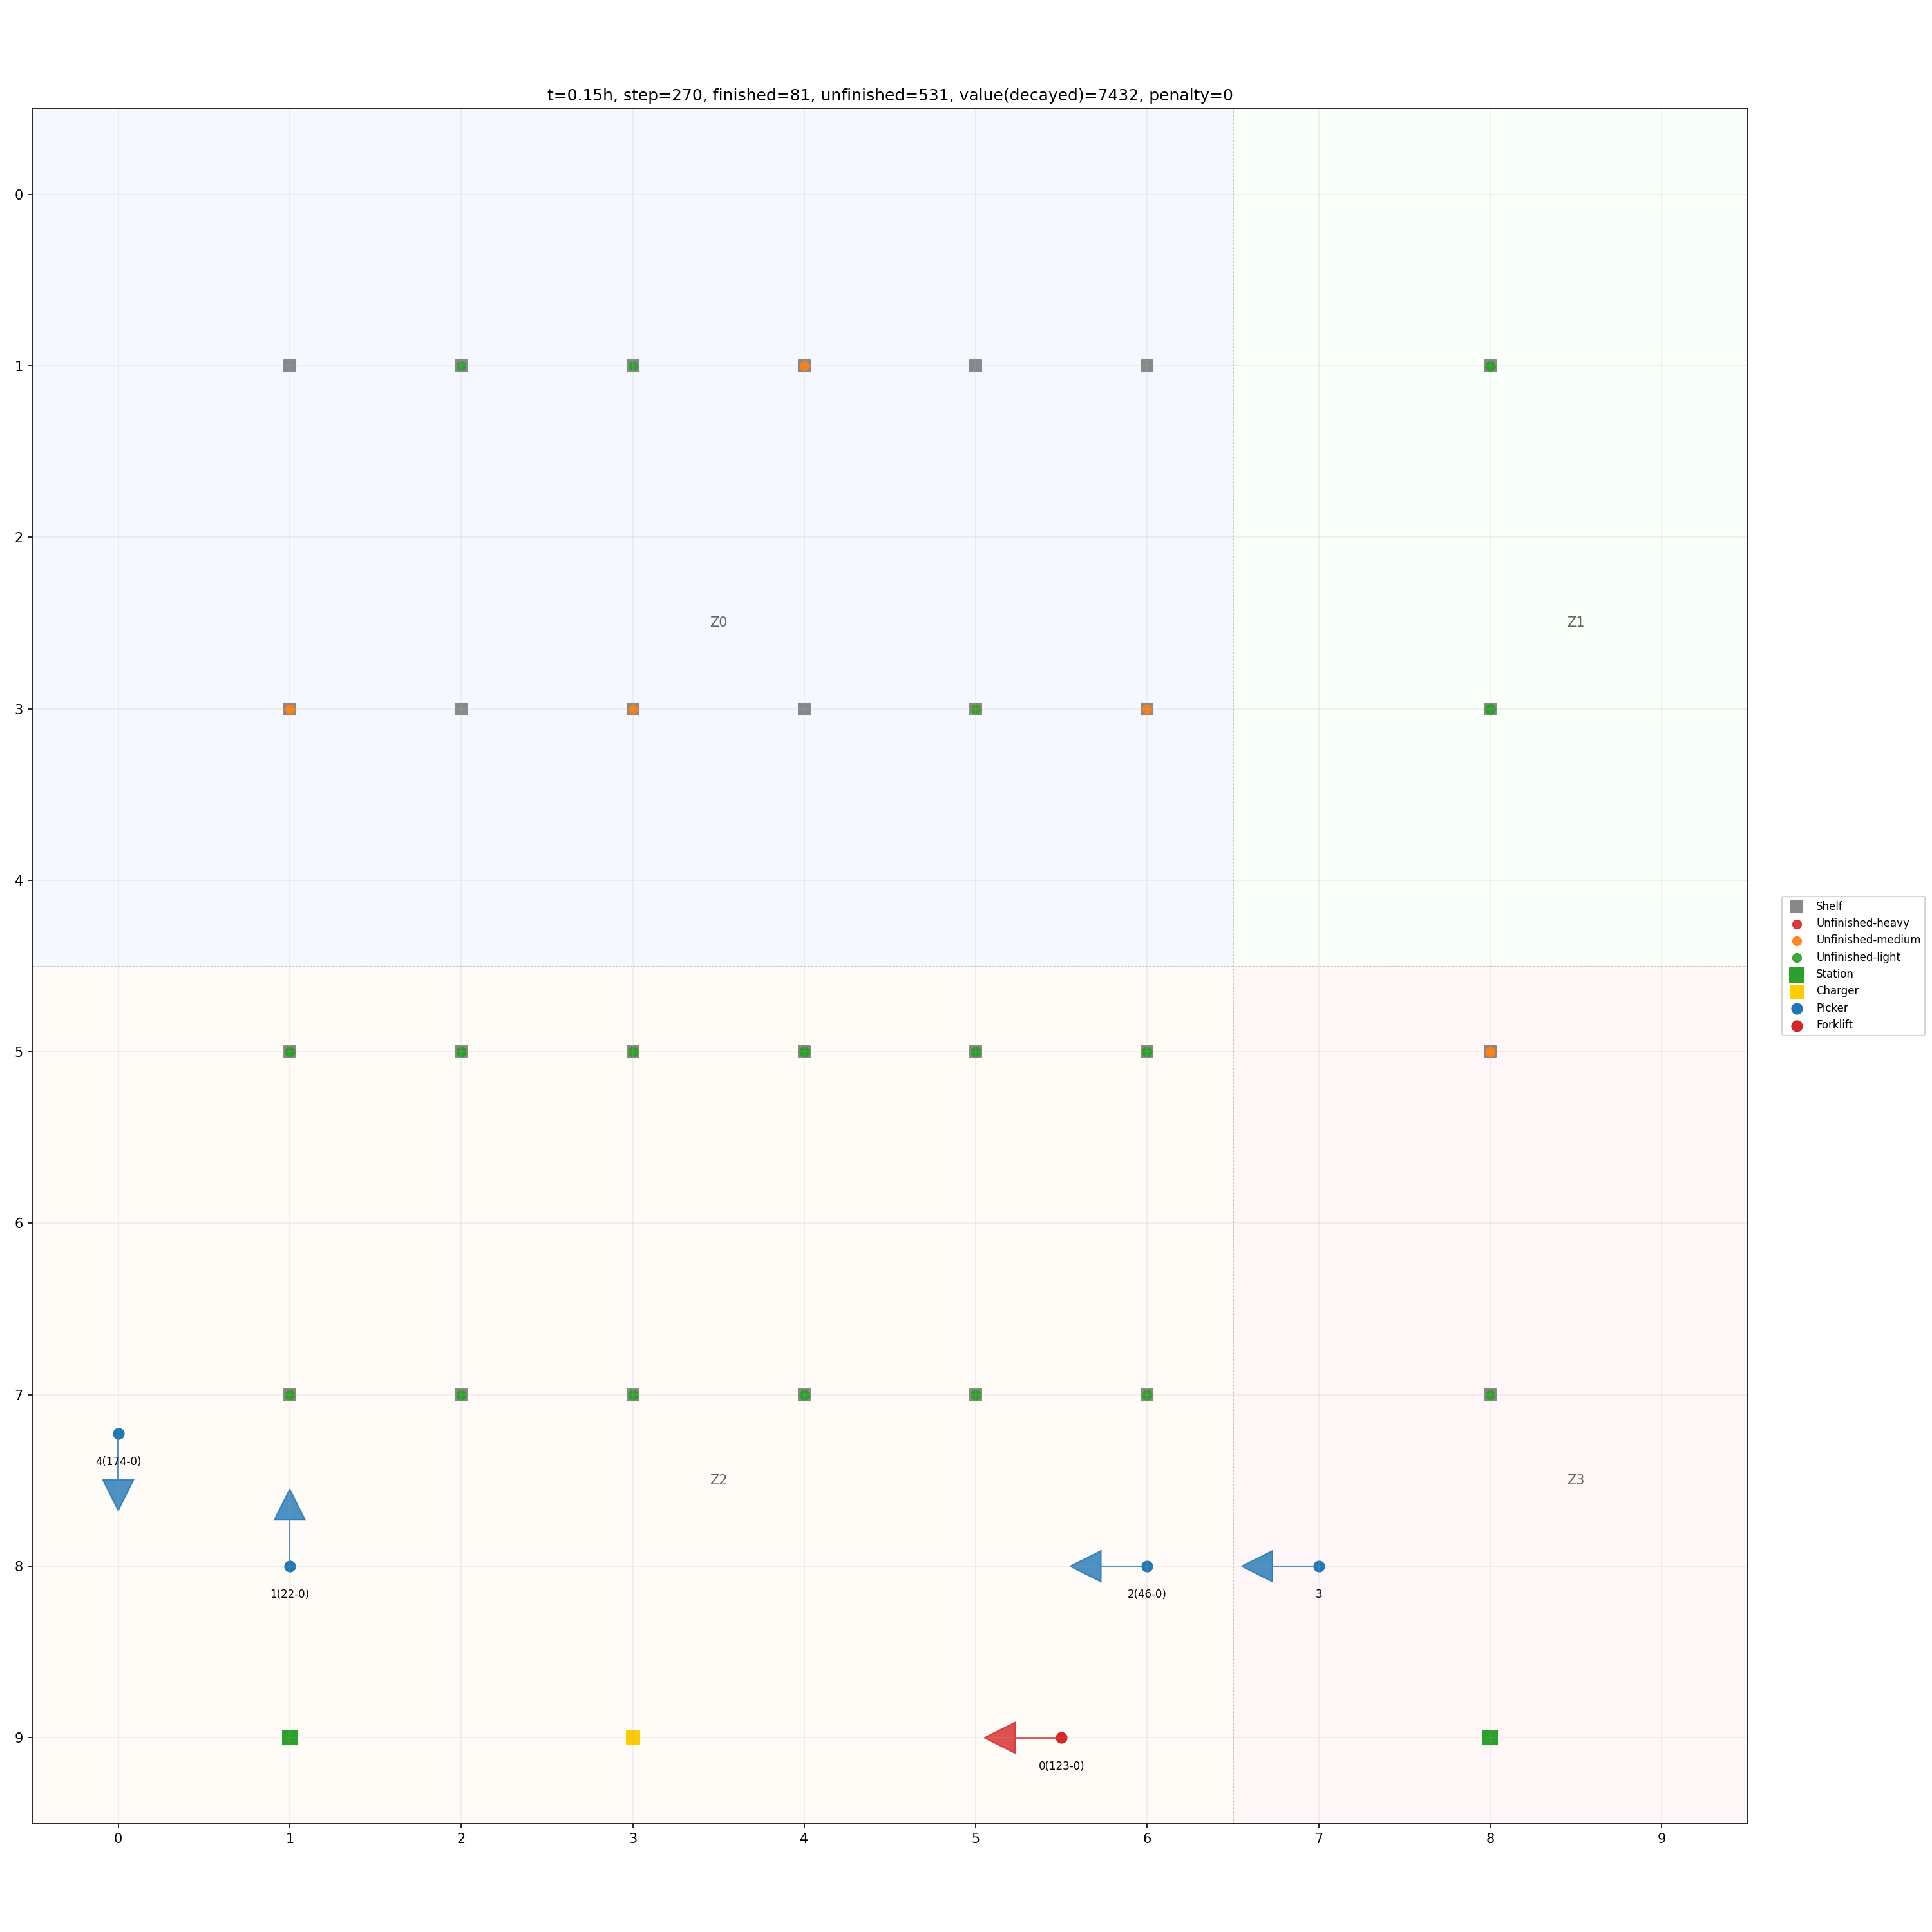 t=0.15h, step=270, finished=81, unfinished=531, value(decayed)=7432, penalty=0
0
1
2
Z0
Z1
3
4
Shelf
Unfinished-heavy
Unfinished-medium
Unfinished-light
Station
Charger
Picker
Forklift
5
6
7
4(174-0)
Z2
Z3
8
1(22-0)
2(46-0)
3
9
0(123-0)
0 1 2 3 4 5 6 7 8 9